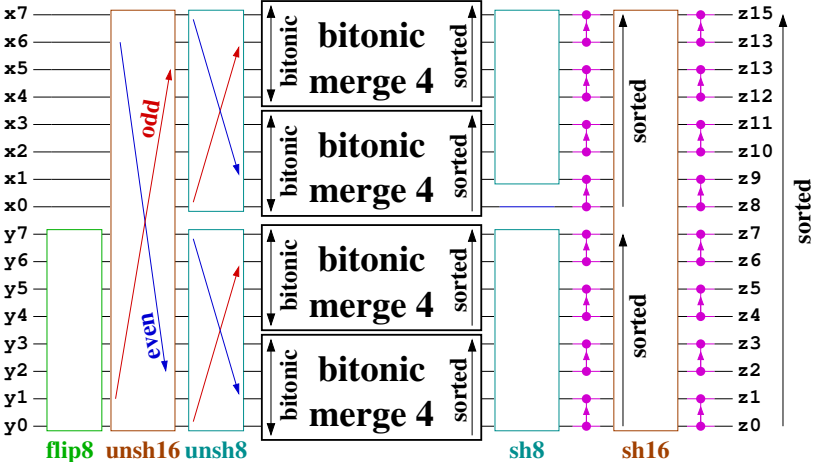 x7
x6
x5
x4
x3
x2
x1
x0
y7
y6
y5
y4
y3
y2
y1
y0
odd
even
bitonic
bitonic
merge 4
sorted
bitonic
bitonic
merge 4
sorted
bitonic
bitonic
merge 4
sorted
bitonic
bitonic
merge 4
sorted
sorted
sorted
z15
z13
z13
z12
z11
z10
z9
z8
z7
z6
z5
z4
z3
z2
z1
z0
sorted
flip8 unsh16 unsh8 sh8 sh16